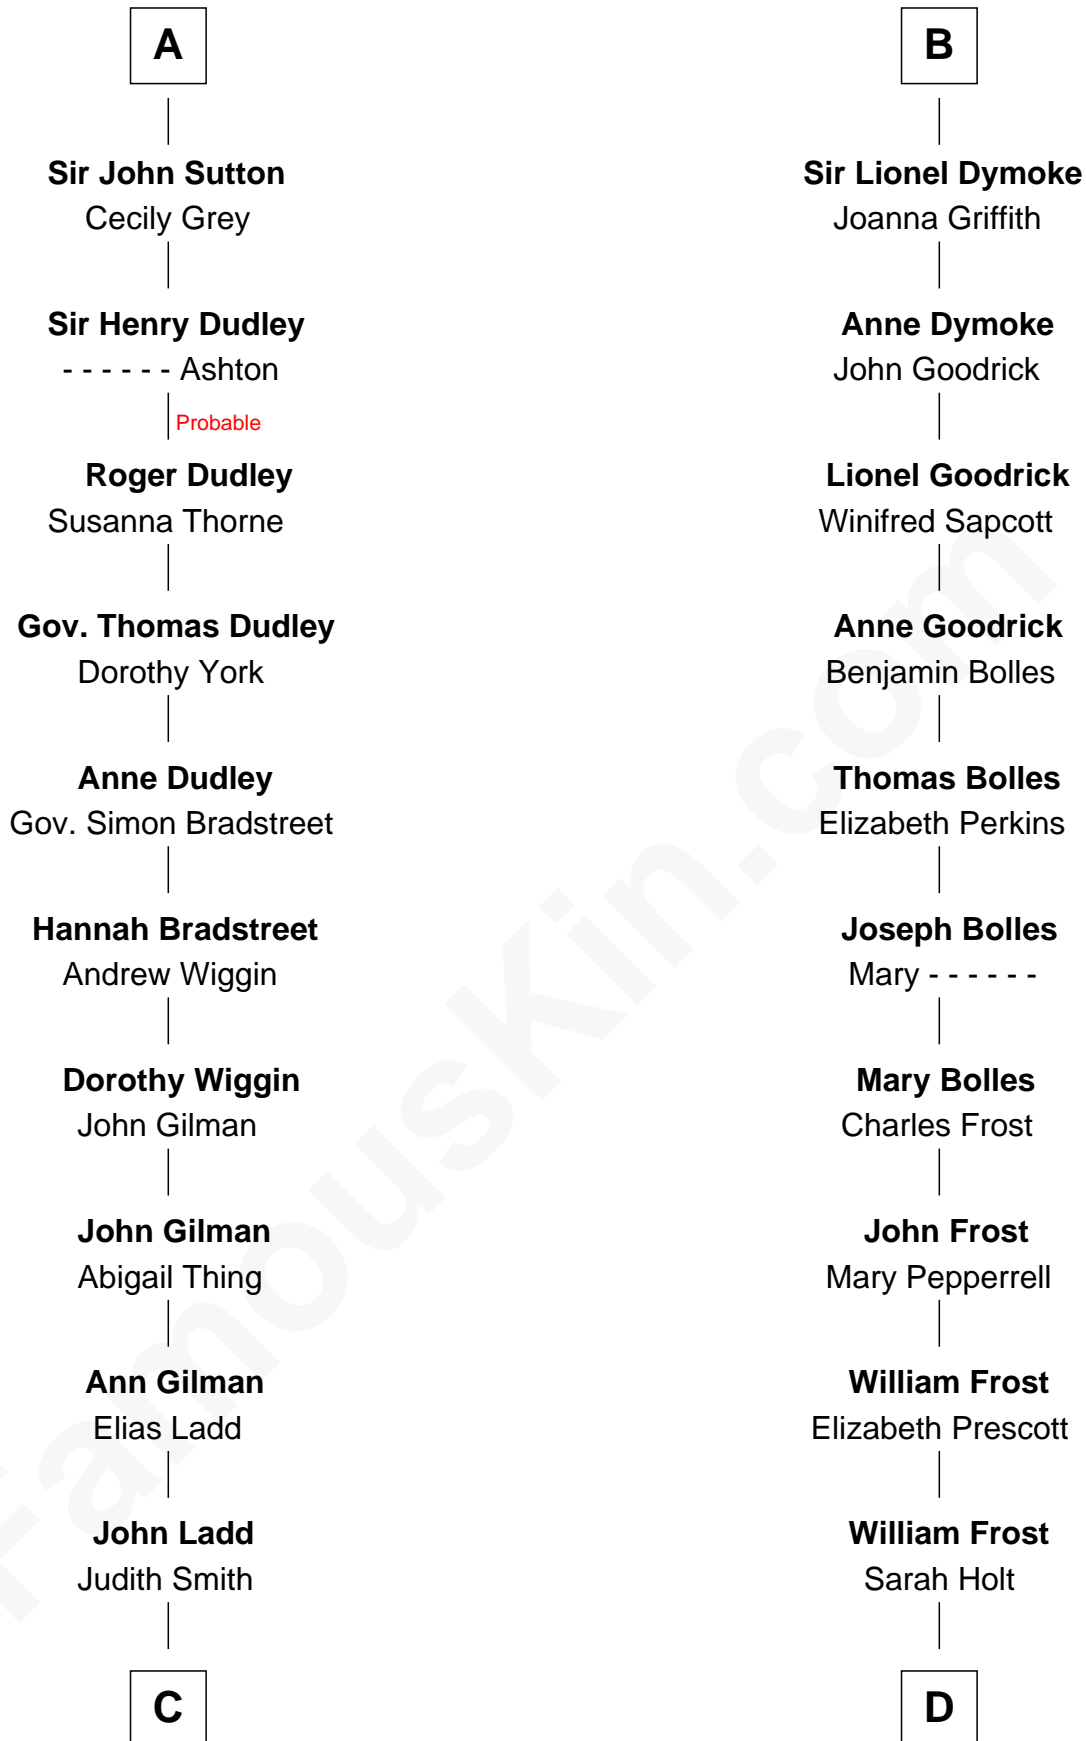 A
Sir John Sutton
Cecily Grey
Sir Henry Dudley
- - - - - - Ashton
Probable
Roger Dudley
Susanna Thorne
Gov. Thomas Dudley
Dorothy York
Anne Dudley
Gov. Simon Bradstreet
Hannah Bradstreet
Andrew Wiggin
Dorothy Wiggin
John Gilman
John Gilman
Abigail Thing
Ann Gilman
Elias Ladd
John Ladd
Judith Smith
C
B
Sir Lionel Dymoke
Joanna Griffith
Anne Dymoke
John Goodrick
Lionel Goodrick
Winifred Sapcott
Anne Goodrick
Benjamin Bolles
Thomas Bolles
Elizabeth Perkins
Joseph Bolles
Mary - - - - - -
Mary Bolles
Charles Frost
John Frost
Mary Pepperrell
William Frost
Elizabeth Prescott
William Frost
Sarah Holt
D
FamousKin.com